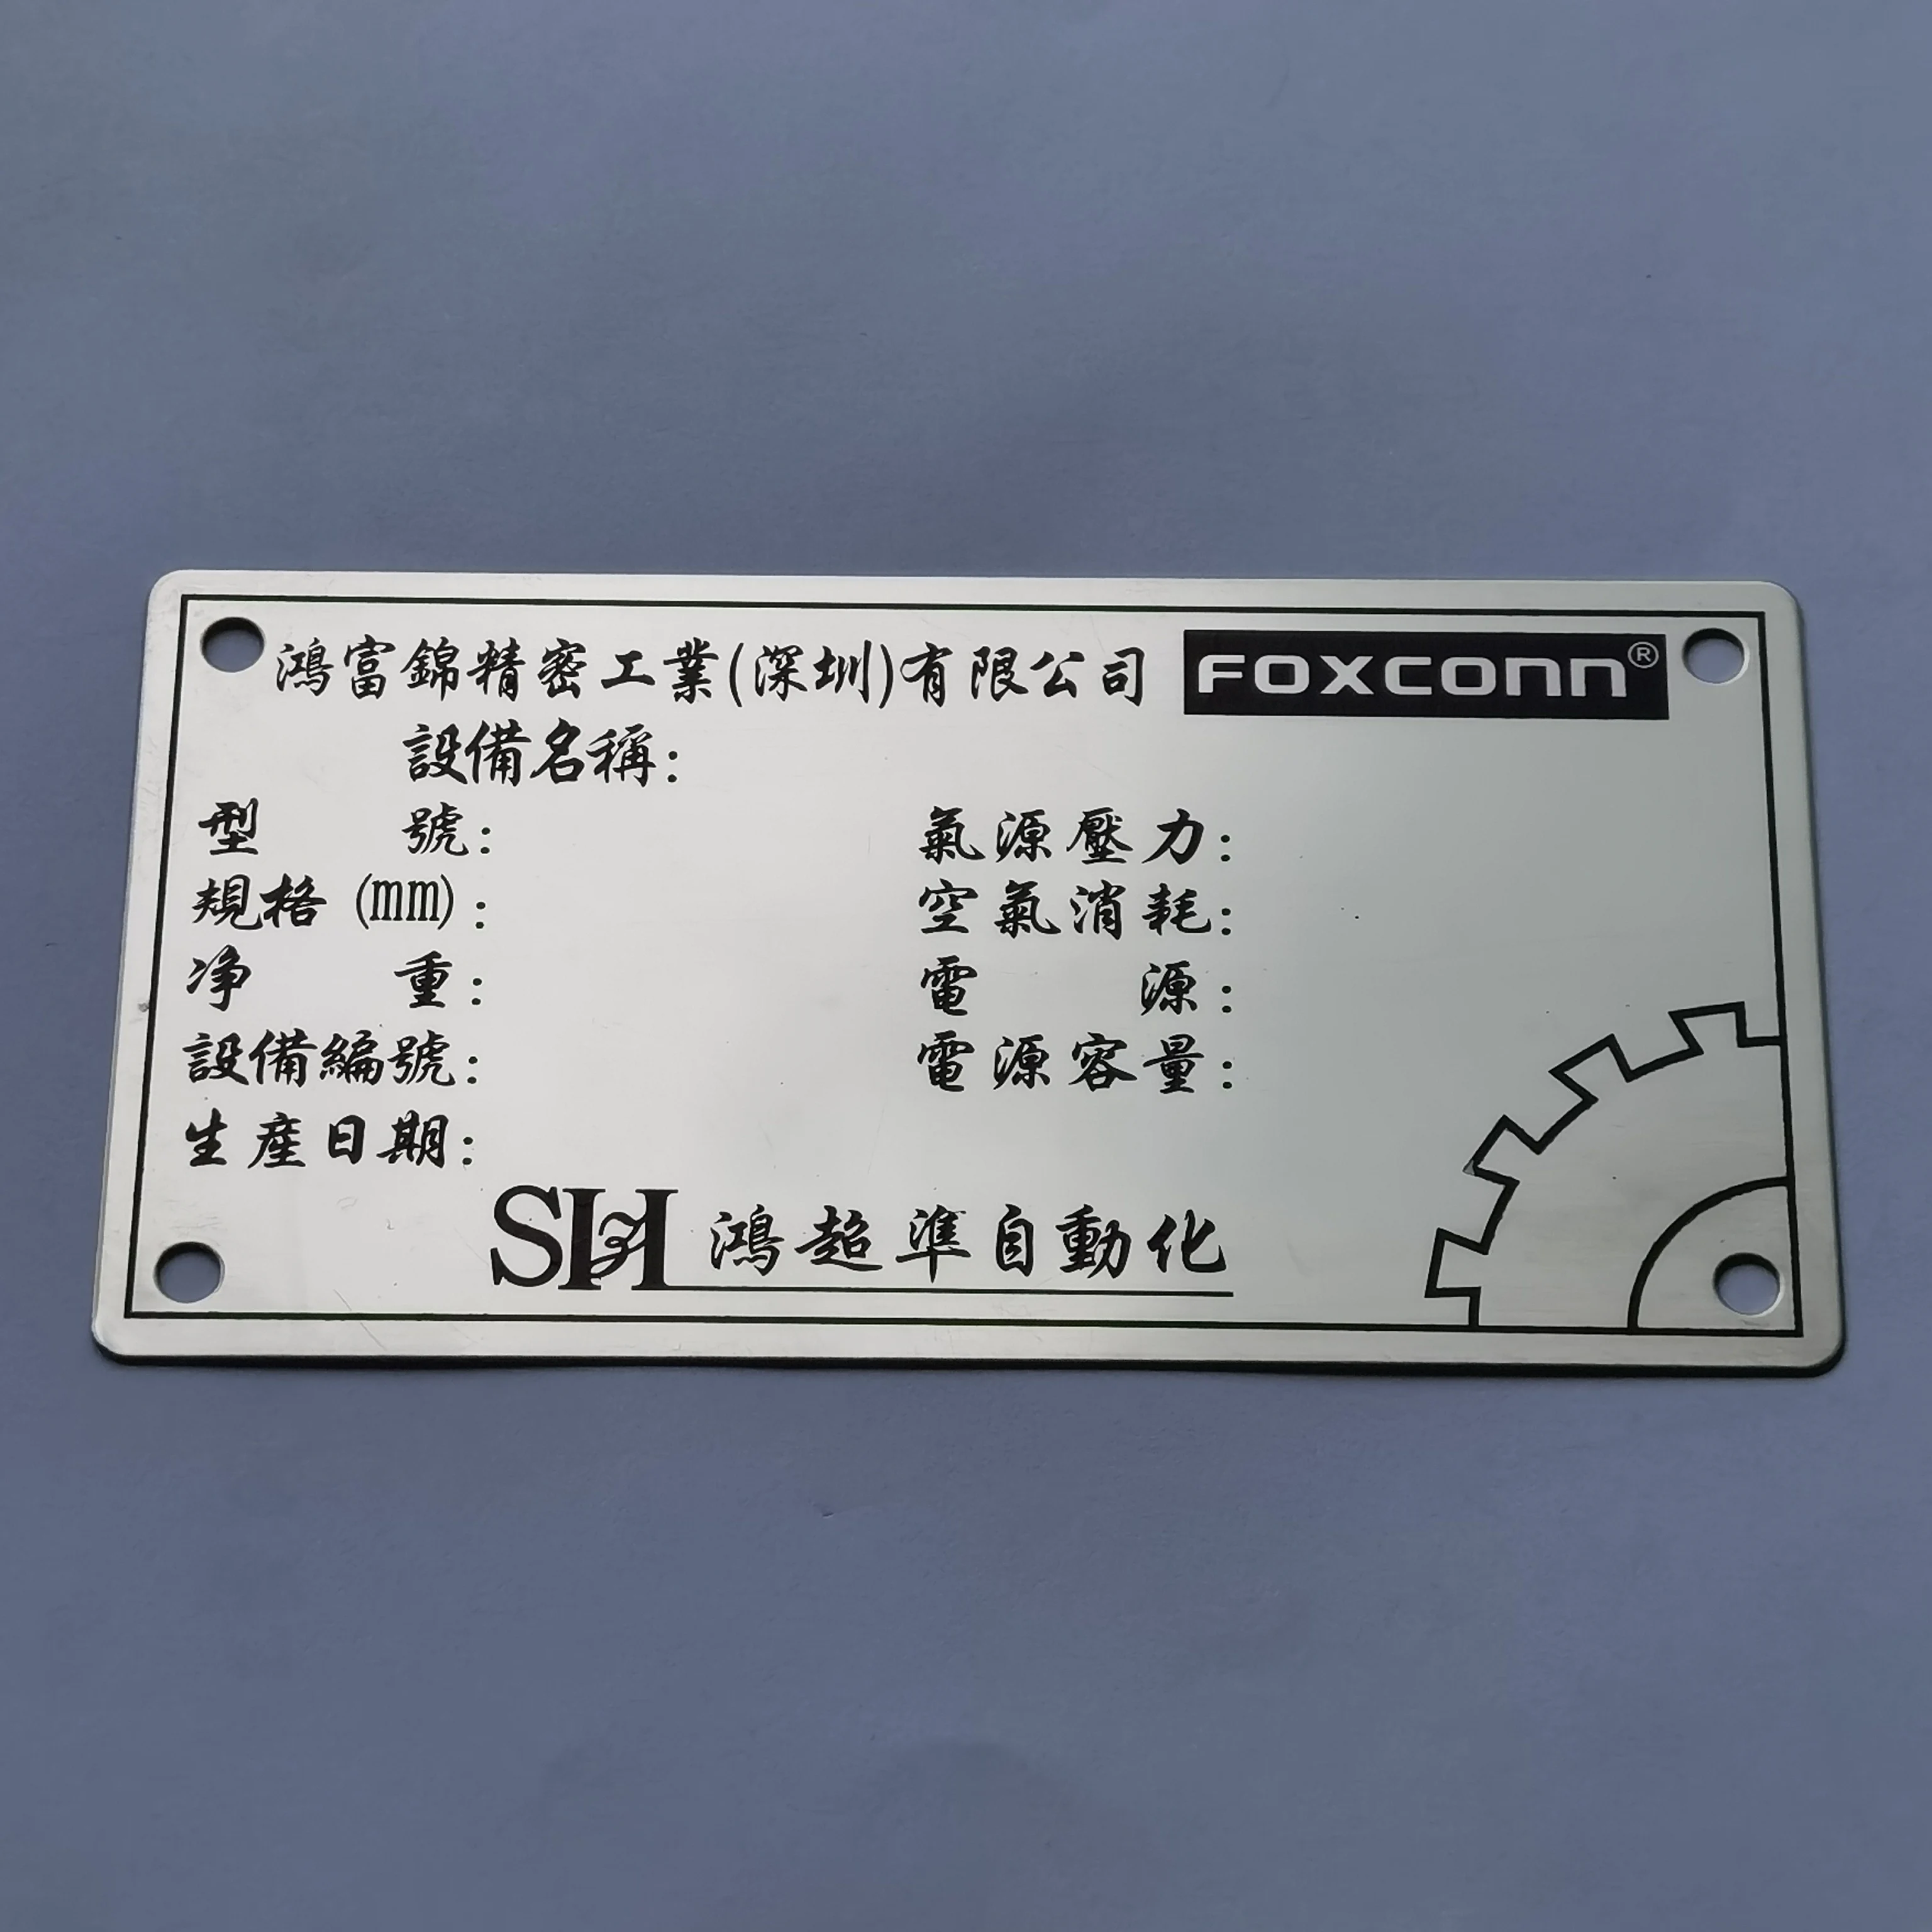 鴻富錦精密工業(深圳)有限公司 FOXCONN®
設備名稱:
型 號:
規格 (mm):
净 重:
設備編號:
生產日期:
氣源壓力:
空氣消耗:
電 源:
電源容量:
SH 鴻超準自動化